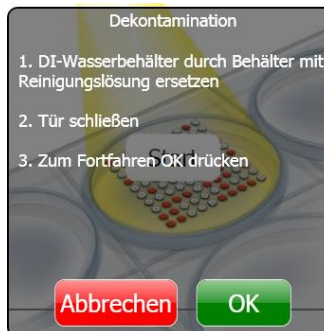 Dekontamination
1. DI-Wasserbehälter durch Behälter mit
Reinigungslösung ersetzen
2. Tür schließen
3. Zum Fortfahren OK drücken
Start
Abbrechen
OK